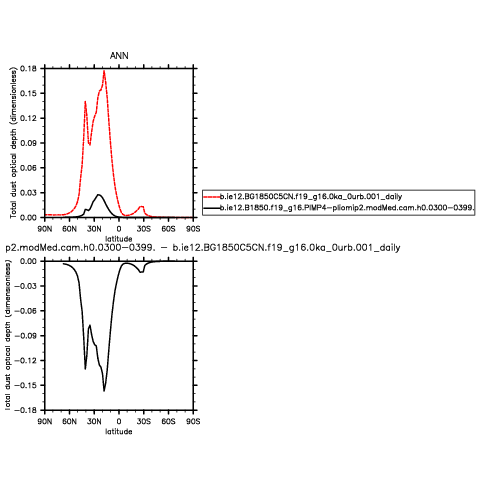 ANN
Total dust optical depth (dimensionless)
0.18
0.15
0.12
0.09
0.06
0.03
0.00
90N 60N 30N 0 30S 60S 90S
latitude
b.ie12.BG1850C5CN.f19_g16.0ka_0urb.001_daily
b.ie12.B1850.f19_g16.PlMP4-pliomip2.modMed.cam.h0.0300-0399.
p2.modMed.cam.h0.0300-0399. - b.ie12.BG1850C5CN.f19_g16.0ka_0urb.001_daily
Total dust optical depth (dimensionless)
0.00
-0.03
-0.06
-0.09
-0.12
-0.15
-0.18
90N 60N 30N 0 30S 60S 90S
latitude